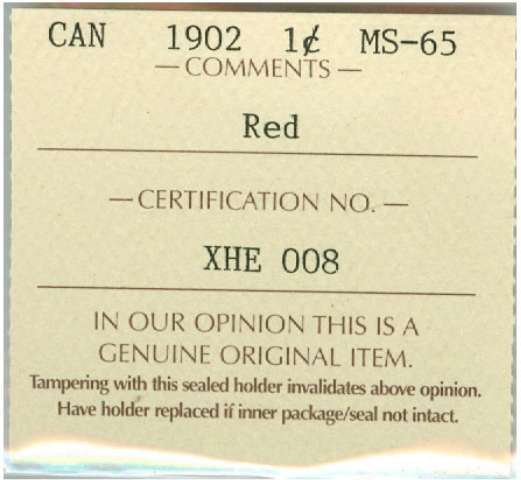 CAN 1902 1¢ MS-65
— COMMENTS —
Red
— CERTIFICATION NO. —
XHE 008
IN OUR OPINION THIS IS A
GENUINE ORIGINAL ITEM.
Tampering with this sealed holder invalidates above opinion.
Have holder replaced if inner package/seal not intact.